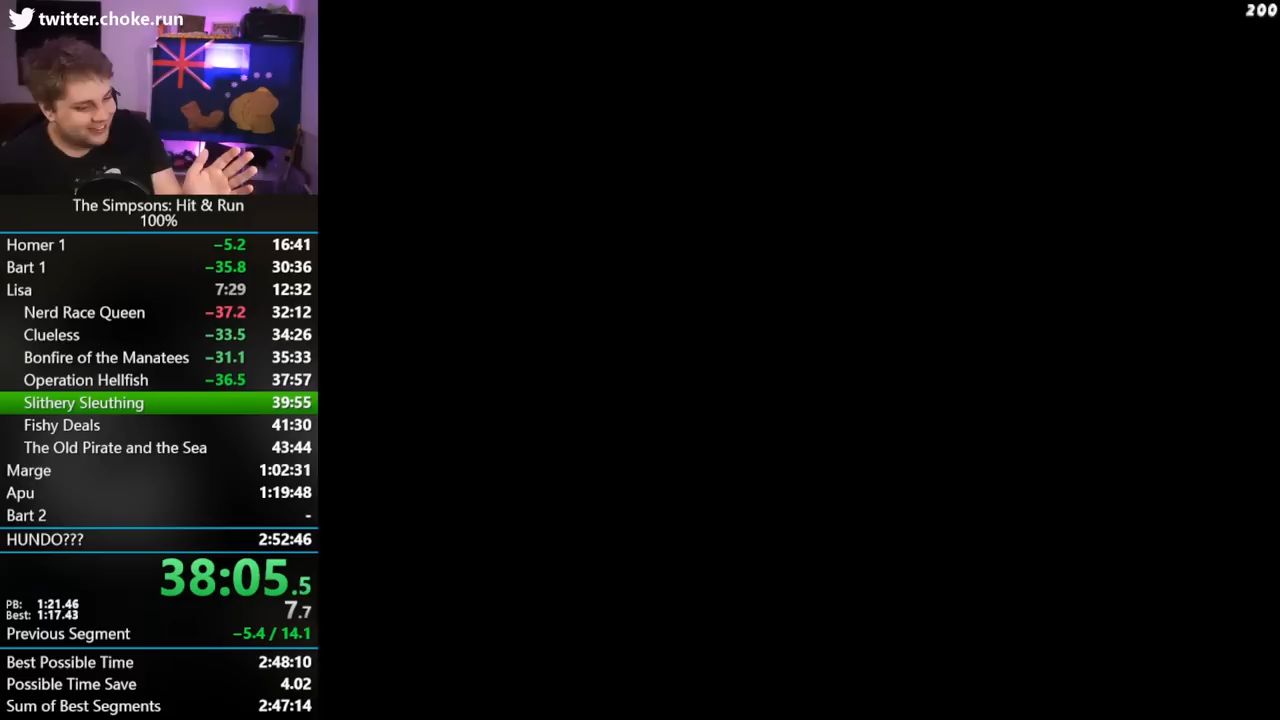 twitter.choke.run
200
The Simpsons: Hit & Run
100%
Homer 1 −5.2 16:41
Bart 1 −35.8 30:36
Lisa 7:29 12:32
Nerd Race Queen −37.2 32:12
Clueless −33.5 34:26
Bonfire of the Manatees −31.1 35:33
Operation Hellfish −36.5 37:57
Slithery Sleuthing 39:55
Fishy Deals 41:30
The Old Pirate and the Sea 43:44
Marge 1:02:31
Apu 1:19:48
Bart 2 -
HUNDO??? 2:52:46
38:05.5
PB: 1:21.46
Best: 1:17.43
7.7
Previous Segment −5.4 / 14.1
Best Possible Time 2:48:10
Possible Time Save 4.02
Sum of Best Segments 2:47:14